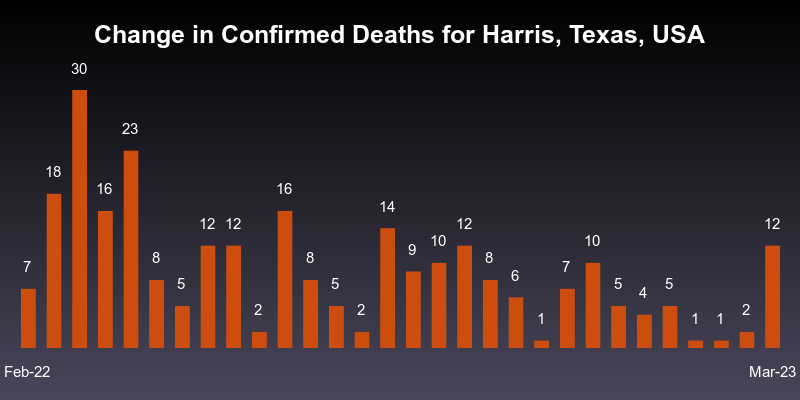 Change in Confirmed Deaths for Harris, Texas, USA
7 18 30 16 23 8 5 12 12 2 16 8 5 2 14 9 10 12 8 6 1 7 10 5 4 5 1 1 2 12
Feb-22 Mar-23